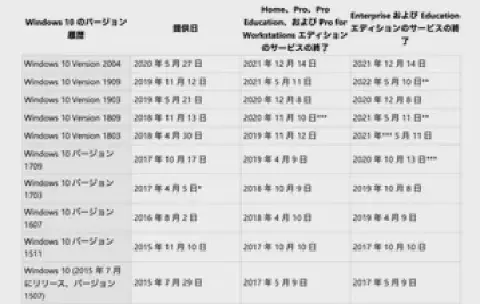 Windows 10 のバージョン
履歴
提供日
Home、Pro、Pro
Education、および Pro for
Workstations エディション
のサービスの終了
Enterprise および Education
エディションのサービスの終
了
Windows 10 Version 2004 2020 年 5 月 27 日 2021 年 12 月 14 日 2021 年 12 月 14 日
Windows 10 Version 1909 2019 年 11 月 12 日 2021 年 5 月 11 日 2022 年 5 月 10 日**
Windows 10 Version 1903 2019 年 5 月 21 日 2020 年 12 月 8 日 2020 年 12 月 8 日
Windows 10 Version 1809 2018 年 11 月 13 日 2020 年 11 月 10 日*** 2021 年 5 月 11 日**
Windows 10 Version 1803 2018 年 4 月 30 日 2019 年 11 月 12 日 2021 年**** 5 月 11 日
Windows 10 バージョン
1709
2017 年 10 月 17 日 2019 年 4 月 9 日 2020 年 10 月 13 日****
Windows 10 バージョン
1703
2017 年 4 月 5 日* 2018 年 10 月 9 日 2019 年 10 月 8 日
Windows 10 バージョン
1607
2016 年 8 月 2 日 2018 年 4 月 10 日 2019 年 4 月 9 日
Windows 10 バージョン
1511
2015 年 11 月 10 日 2017 年 10 月 10 日 2017 年 10 月 10 日
Windows 10 (2015 年 7 月
にリリース、バージョン
1507)
2015 年 7 月 29 日 2017 年 5 月 9 日 2017 年 5 月 9 日